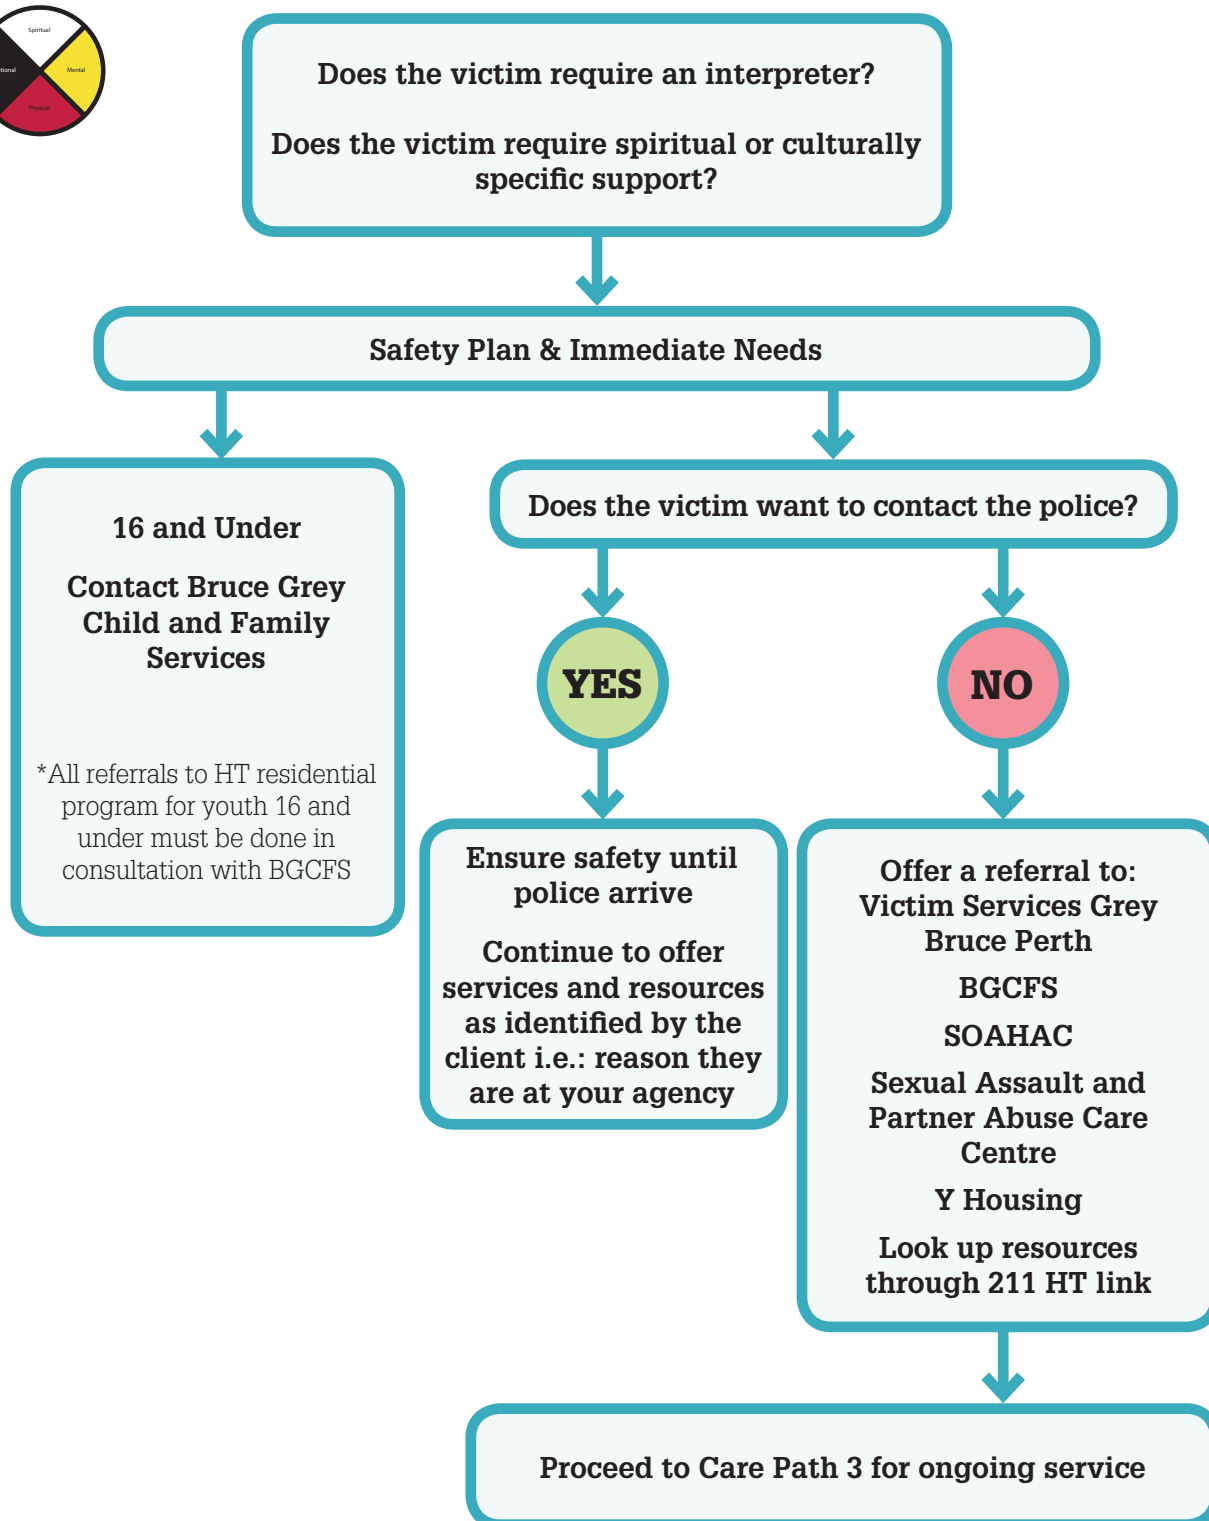 Spiritual
Mental
Physical
Does the victim require an interpreter?
Does the victim require spiritual or culturally
specific support?
Safety Plan & Immediate Needs
16 and Under
Contact Bruce Grey
Child and Family
Services
*All referrals to HT residential
program for youth 16 and
under must be done in
consultation with BGCFS
Does the victim want to contact the police?
YES
NO
Ensure safety until
police arrive
Continue to offer
services and resources
as identified by the
client i.e.: reason they
are at your agency
Offer a referral to:
Victim Services Grey
Bruce Perth
BGCFS
SOAHAC
Sexual Assault and
Partner Abuse Care
Centre
Y Housing
Look up resources
through 211 HT link
Proceed to Care Path 3 for ongoing service